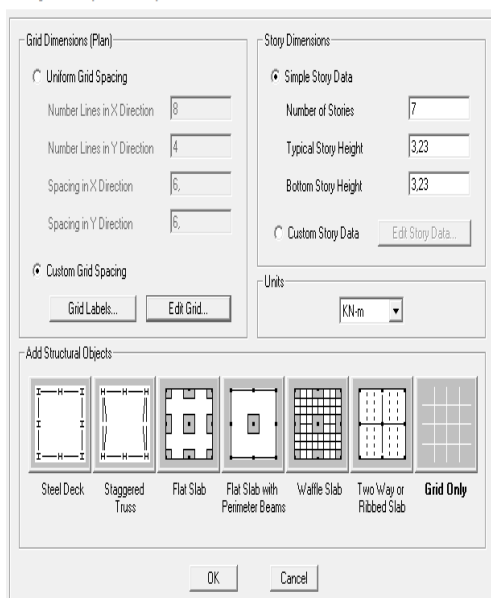 Grid Dimensions (Plan)
Uniform Grid Spacing
Number Lines in X Direction 8
Number Lines in Y Direction 4
Spacing in X Direction 6,
Spacing in Y Direction 6,
Custom Grid Spacing
Grid Labels... Edit Grid...
Story Dimensions
Simple Story Data
Number of Stories 7
Typical Story Height 3,23
Bottom Story Height 3,23
Custom Story Data Edit Story Data...
Units
KN-m
Add Structural Objects
Steel Deck
Staggered
Truss
Flat Slab
Flat Slab with
Perimeter Beams
Waffle Slab
Two Way or
Ribbed Slab
Grid Only
OK Cancel